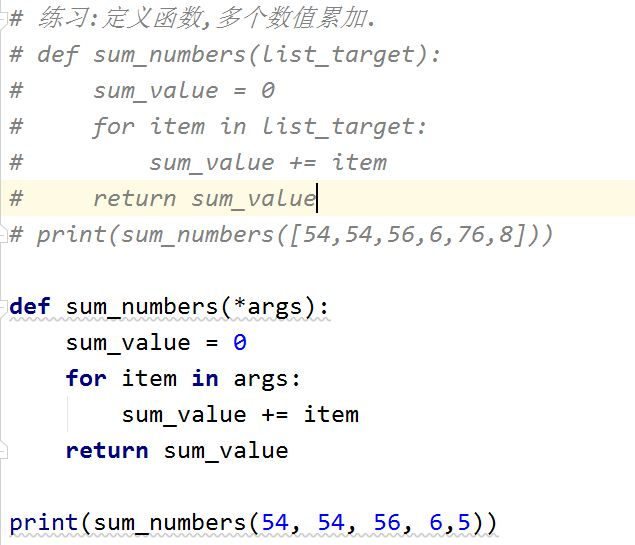 # 练习:定义函数,多个数值累加.
# def sum_numbers(list_target):
#     sum_value = 0
#     for item in list_target:
#         sum_value += item
#     return sum_value
# print(sum_numbers([54,54,56,6,76,8]))
def sum_numbers(*args):
    sum_value = 0
    for item in args:
        sum_value += item
    return sum_value
print(sum_numbers(54, 54, 56, 6,5))